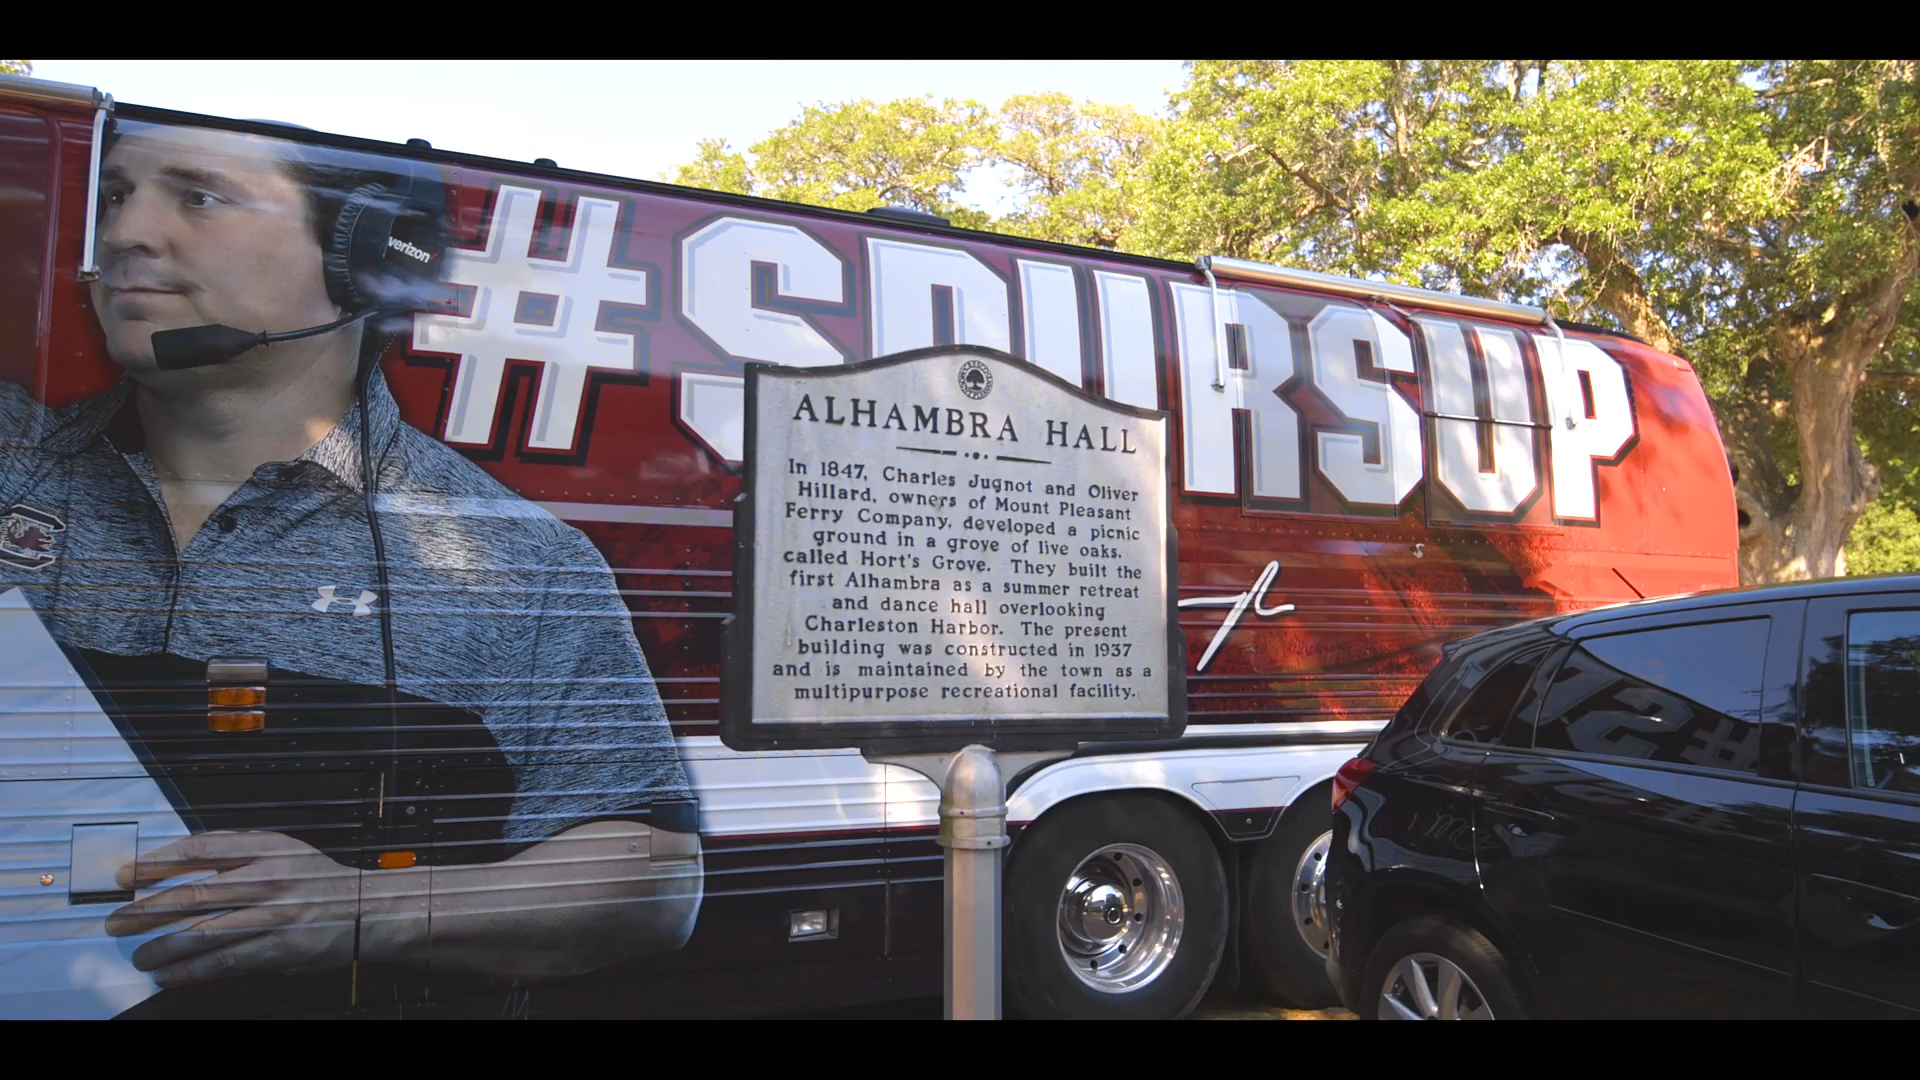 verizon
#SPURSUP
ALHAMBRA HALL
In 1847, Charles Jugnot and Oliver
Hillard, owners of Mount Pleasant
Ferry Company, developed a picnic
ground in a grove of live oaks,
called Hort's Grove. They built the
first Alhambra as a summer retreat
and dance hall overlooking
Charleston Harbor. The present
building was constructed in 1937
and is maintained by the town as a
multipurpose recreational facility.